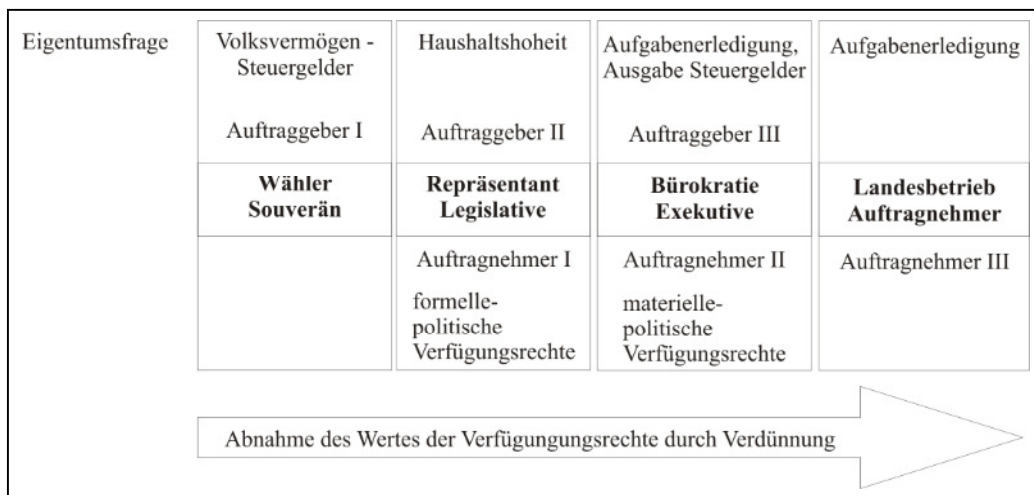 Eigentumsfrage
Volksvermögen -
Steuergelder
Auftraggeber I
Haushaltshoheit
Auftraggeber II
Aufgabenerledigung,
Ausgabe Steuergelder
Auftraggeber III
Aufgabenerledigung
Wähler
Souverän
Repräsentant
Legislative
Bürokratie
Exekutive
Landesbetrieb
Auftragnehmer
Auftragnehmer I
formelle-
politische
Verfügungsrechte
Auftragnehmer II
materielle-
politische
Verfügungsrechte
Auftragnehmer III
Abnahme des Wertes der Verfügungungsrechte durch Verdünnung